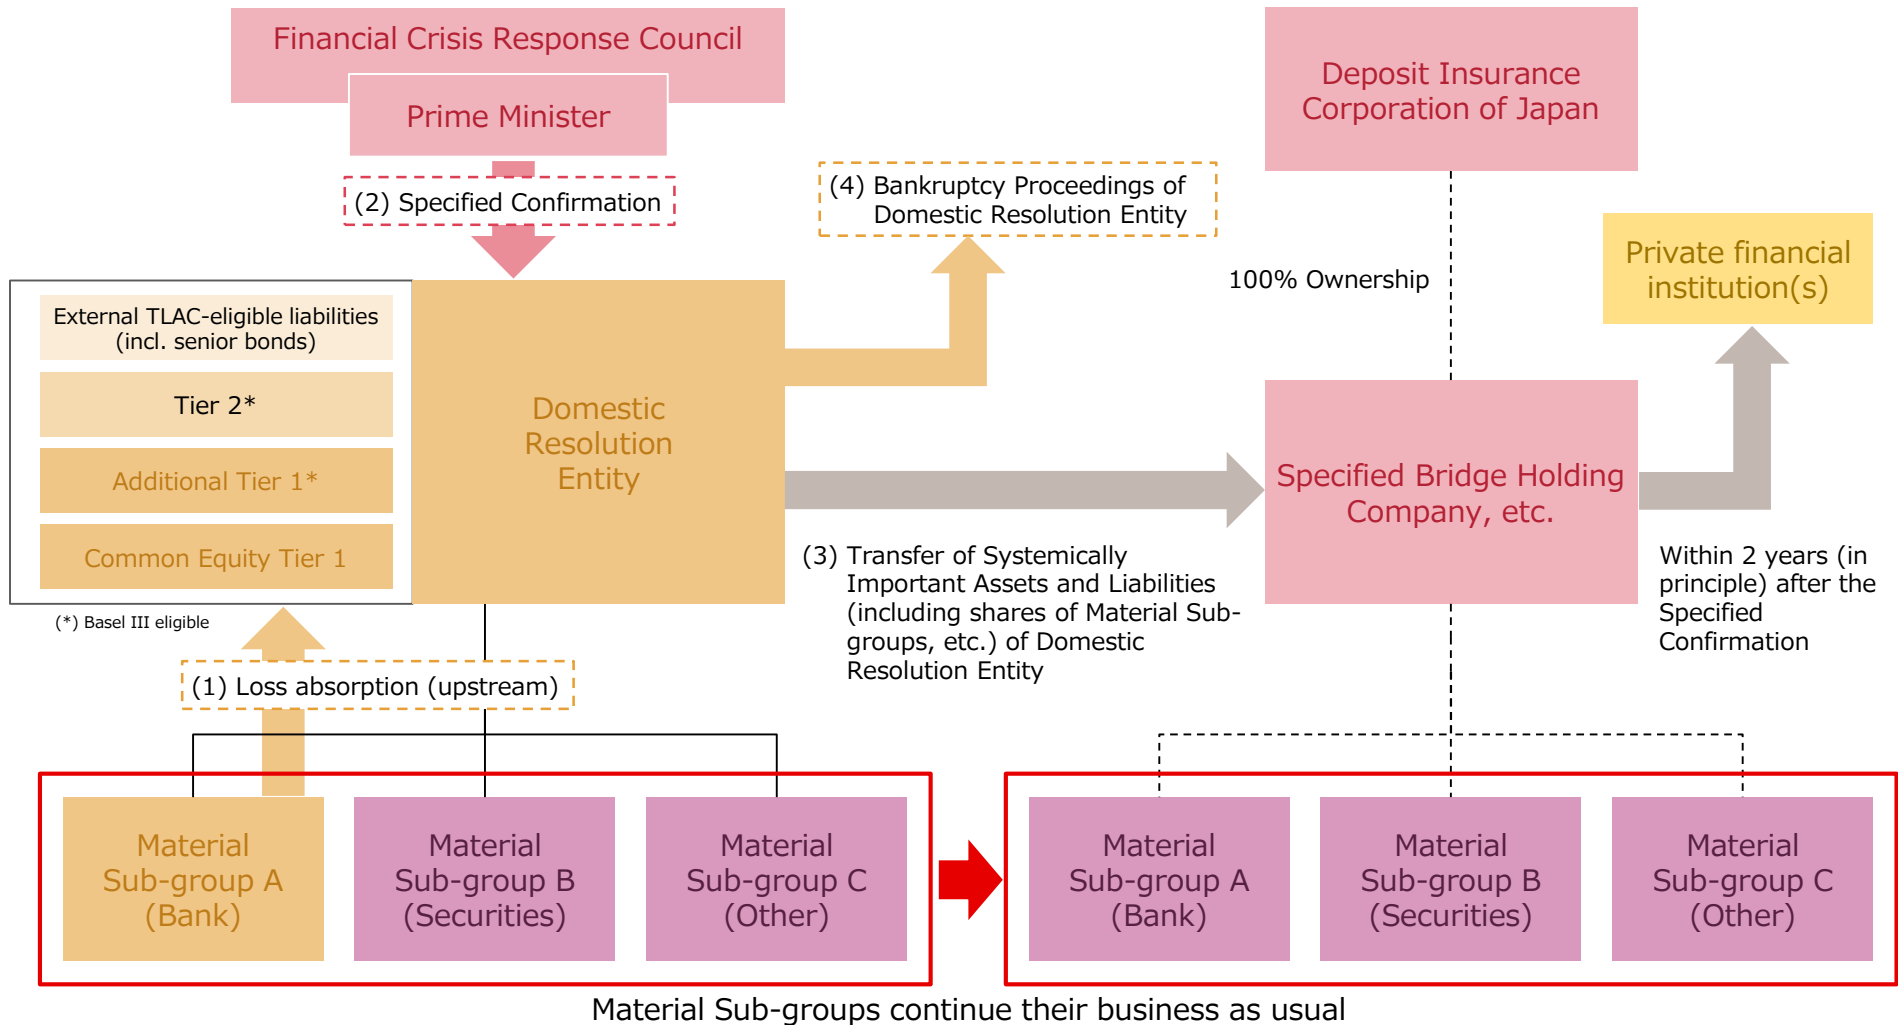 Financial Crisis Response Council
Prime Minister
(2) Specified Confirmation
Deposit Insurance
Corporation of Japan
(4) Bankruptcy Proceedings of
Domestic Resolution Entity
100% Ownership
Private financial
institution(s)
External TLAC-eligible liabilities
(incl. senior bonds)
Tier 2*
Additional Tier 1*
Common Equity Tier 1
(*) Basel III eligible
Domestic
Resolution
Entity
Specified Bridge Holding
Company, etc.
(3) Transfer of Systemically
Important Assets and Liabilities
(including shares of Material Sub-
groups, etc.) of Domestic
Resolution Entity
Within 2 years (in
principle) after the
Specified
Confirmation
(1) Loss absorption (upstream)
Material
Sub-group A
(Bank)
Material
Sub-group B
(Securities)
Material
Sub-group C
(Other)
Material
Sub-group A
(Bank)
Material
Sub-group B
(Securities)
Material
Sub-group C
(Other)
Material Sub-groups continue their business as usual